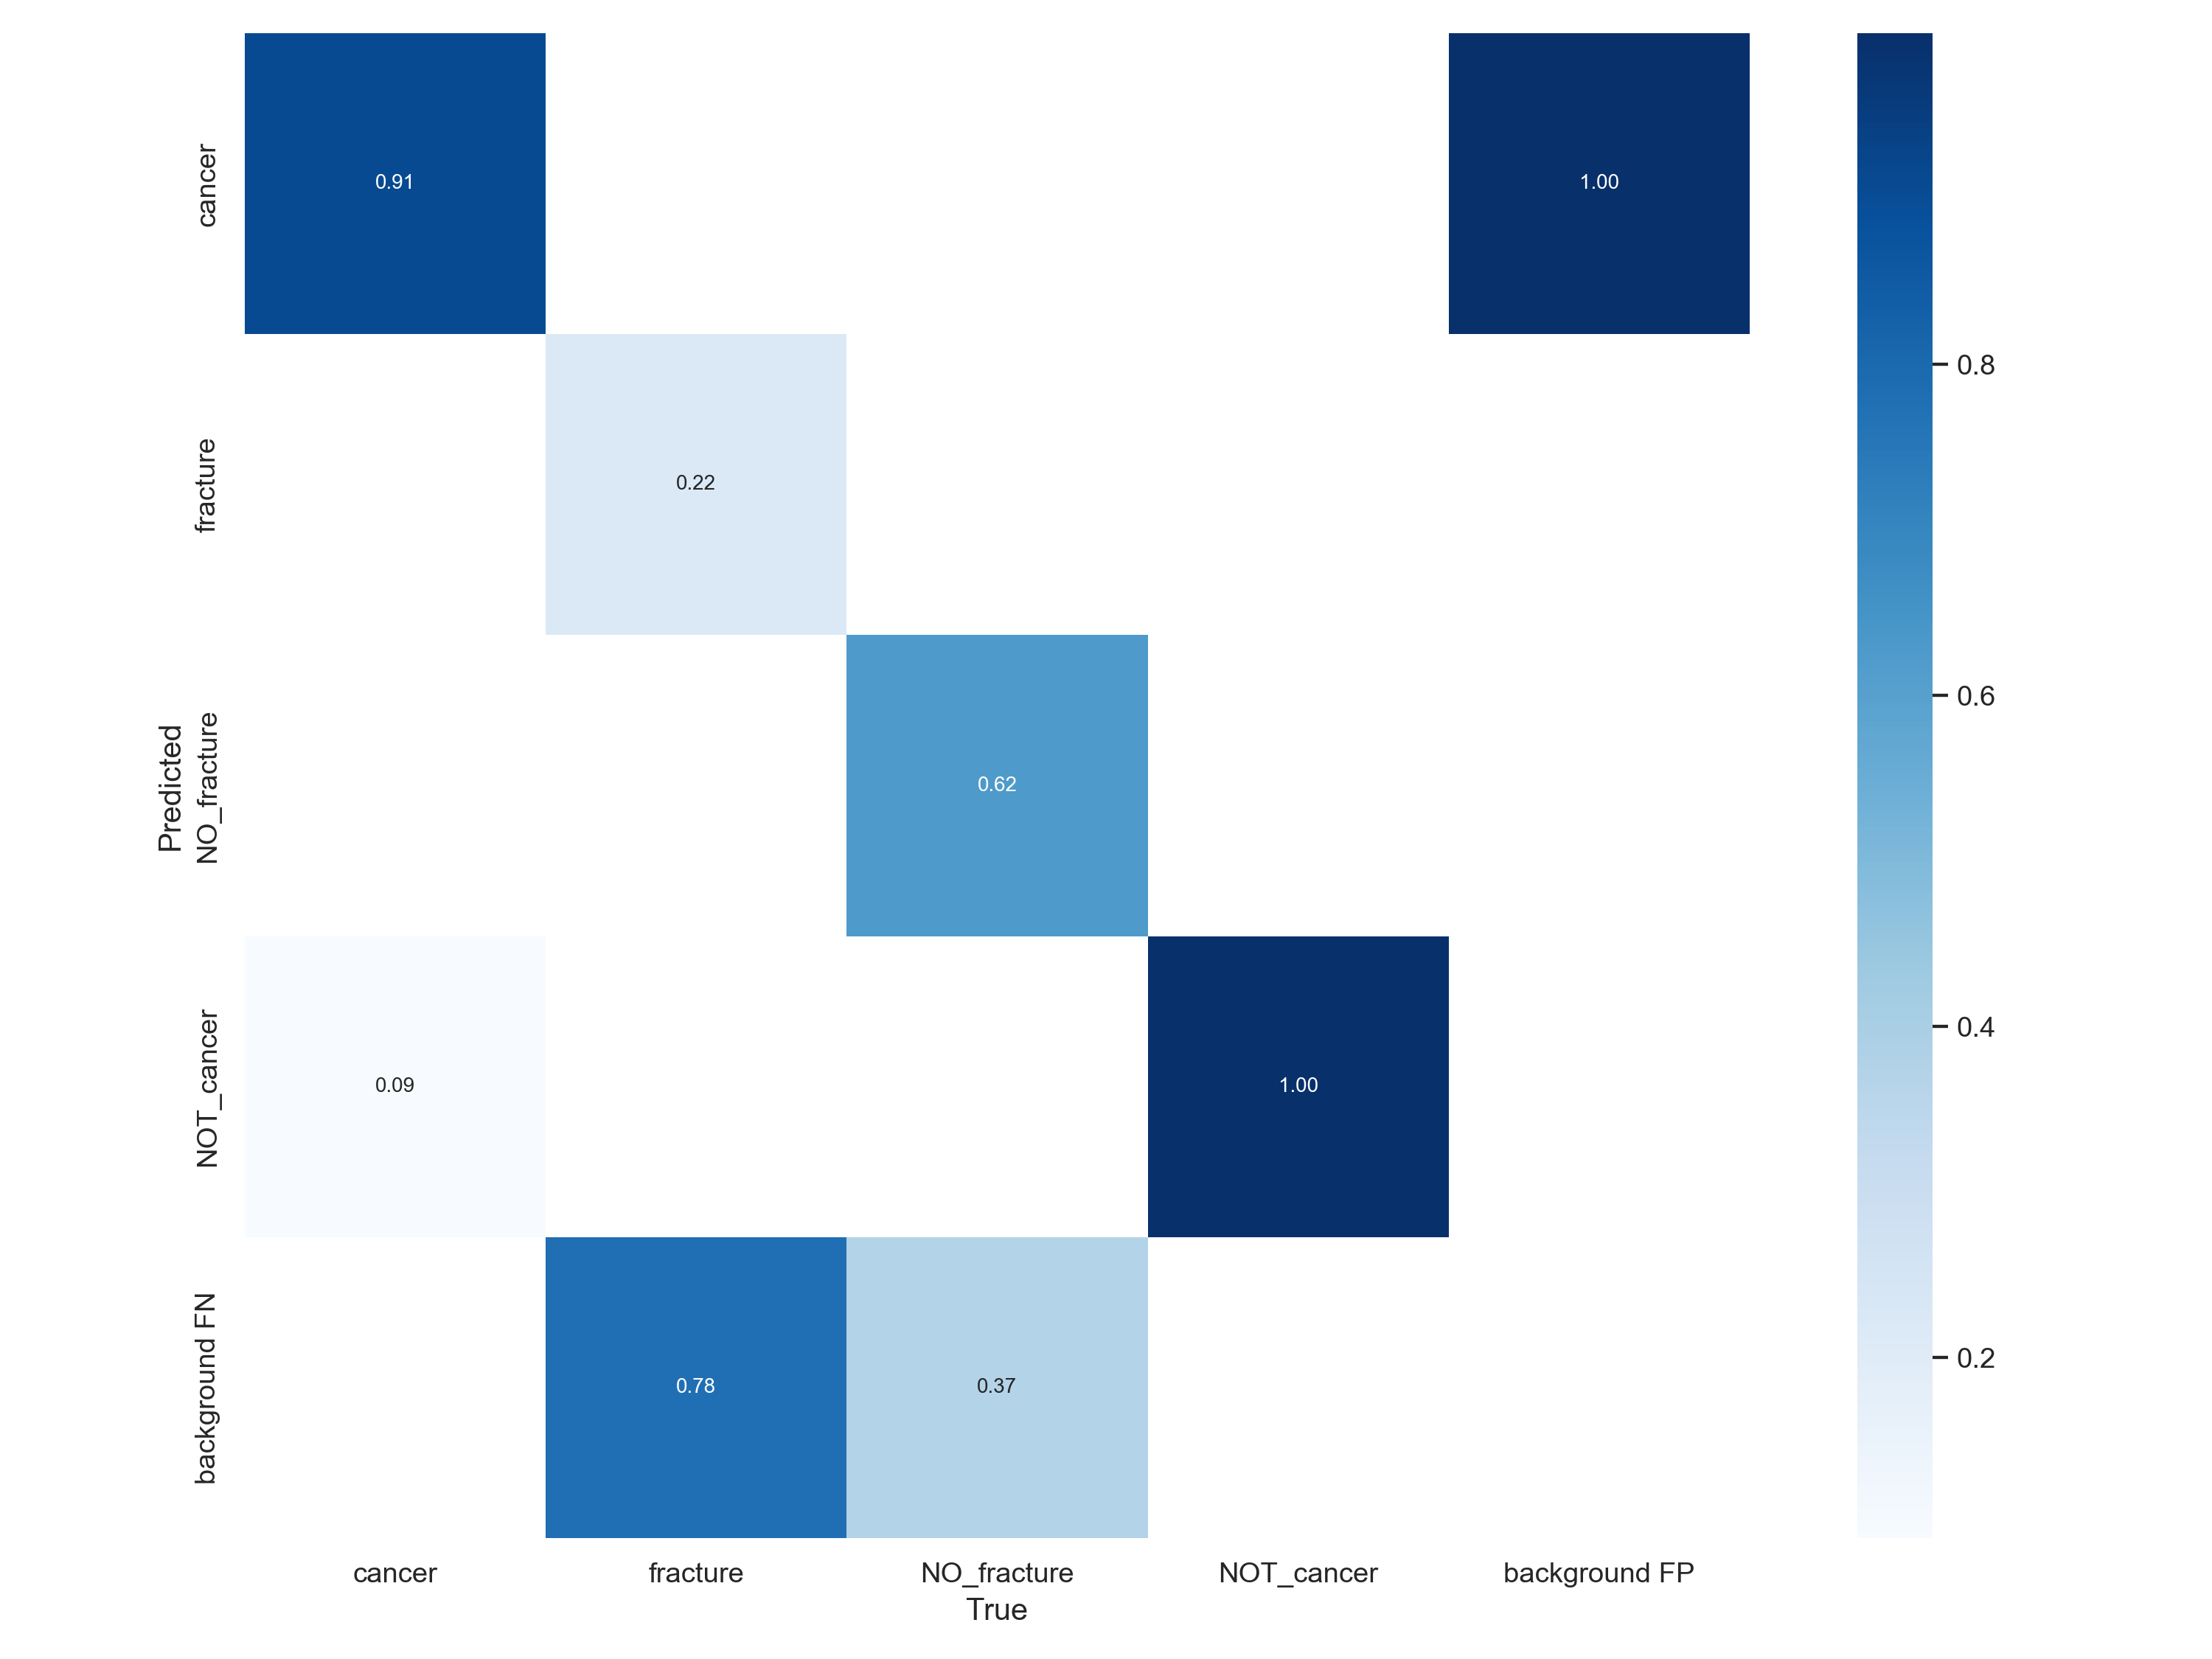 cancer
fracture
Predicted
NO_fracture
NOT_cancer
background FN
0.91
1.00
0.22
0.62
0.09
1.00
0.78
0.37
cancer
fracture
NO_fracture
NOT_cancer
background FP
True
0.8
0.6
0.4
0.2